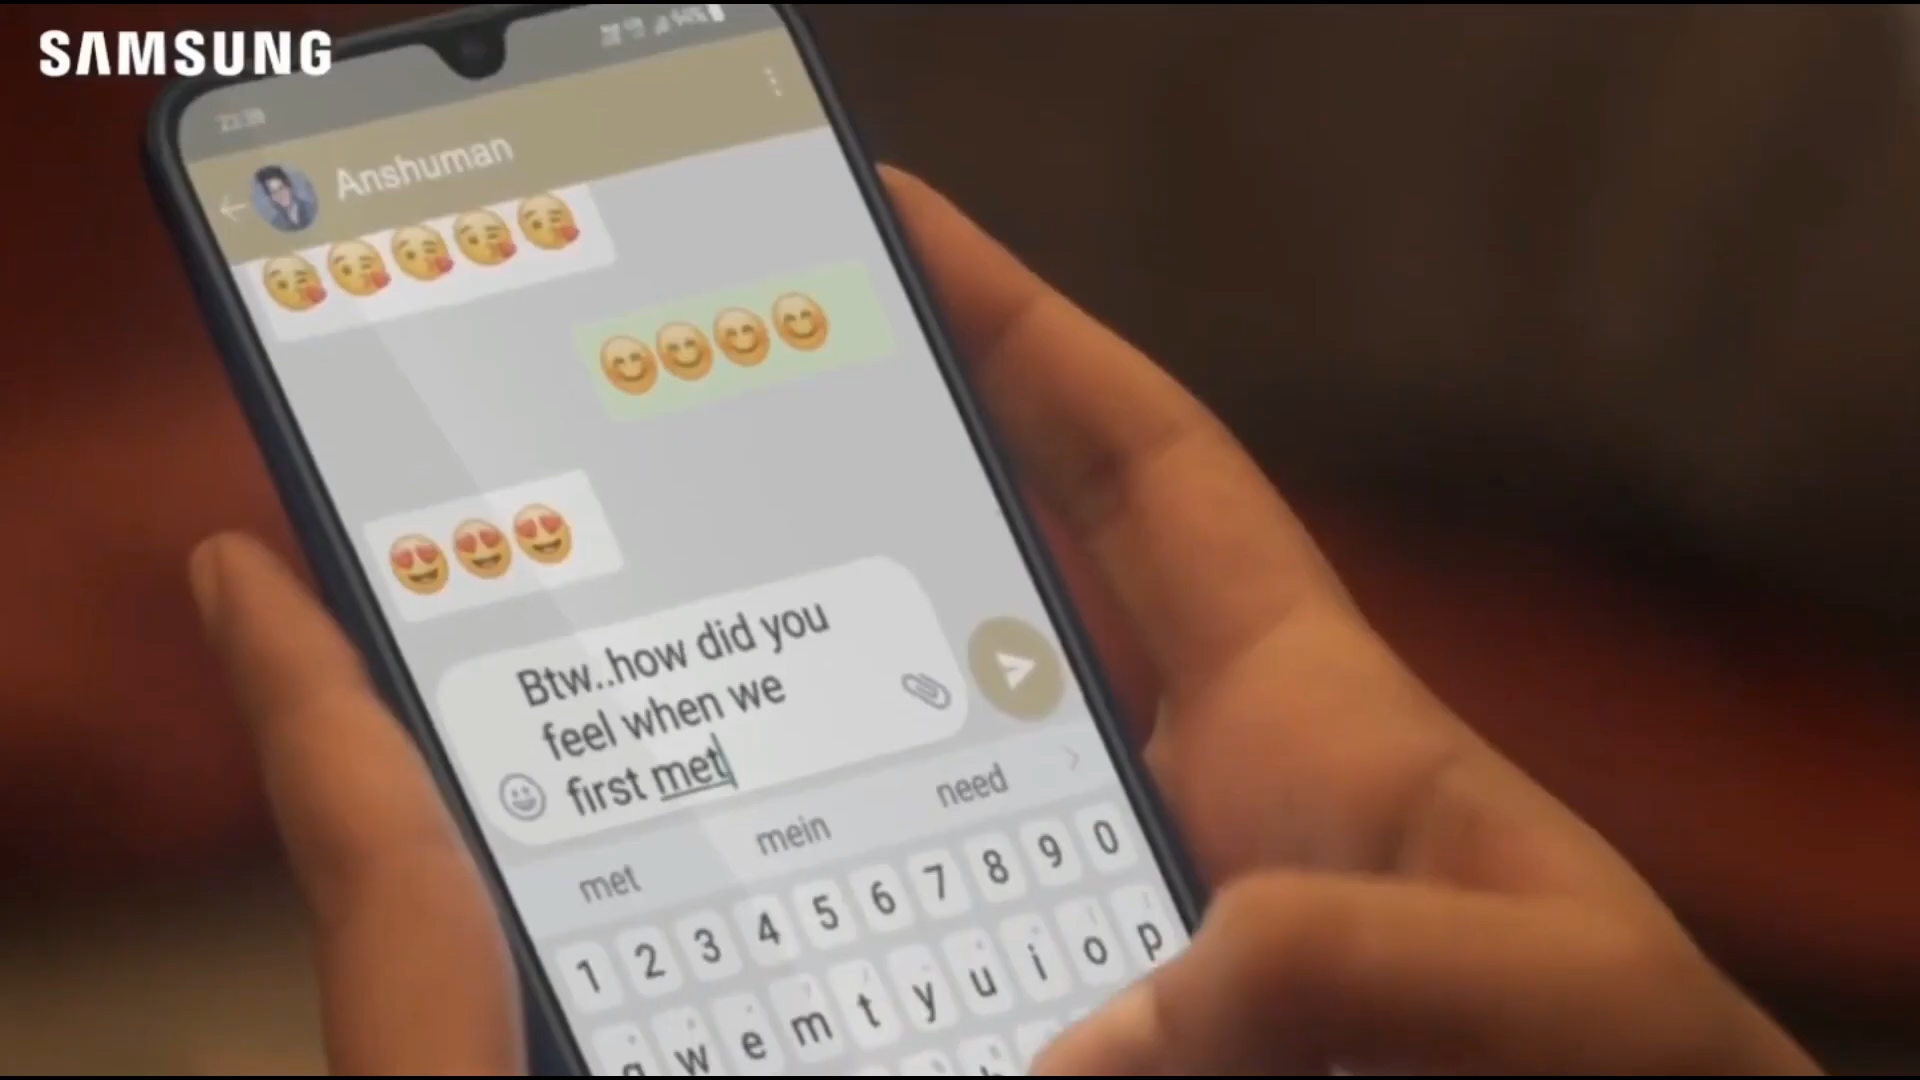 SAMSUNG
Anshuman
Btw..how did you
feel when we
first met
met mein need
1 2 3 4 5 6 7 8 9 0
q w e m t y u i o p